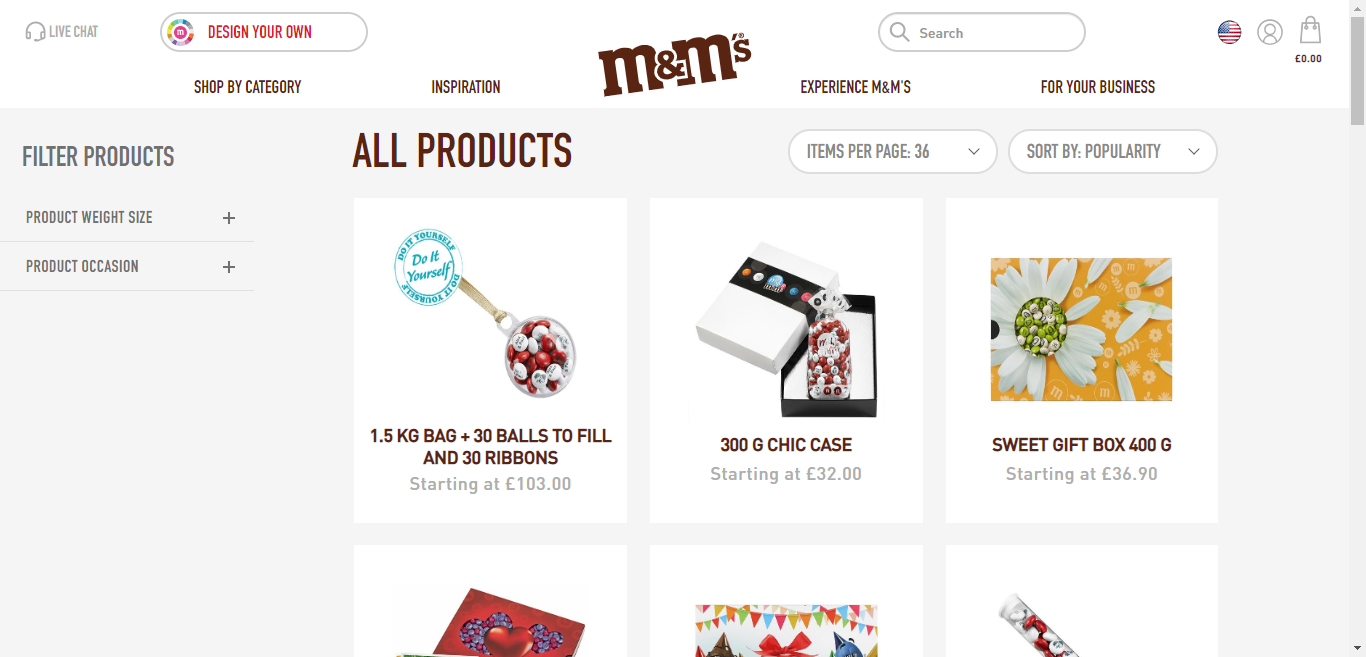 LIVE CHAT
DESIGN YOUR OWN
m&m's®
Search
£0.00
SHOP BY CATEGORY
INSPIRATION
EXPERIENCE M&M'S
FOR YOUR BUSINESS
FILTER PRODUCTS
PRODUCT WEIGHT SIZE
PRODUCT OCCASION
ALL PRODUCTS
ITEMS PER PAGE: 36
SORT BY: POPULARITY
DO IT YOURSELF
Do It
Yourself
DO IT YOURSELF
1.5 KG BAG + 30 BALLS TO FILL
AND 30 RIBBONS
Starting at £103.00
300 G CHIC CASE
Starting at £32.00
SWEET GIFT BOX 400 G
Starting at £36.90